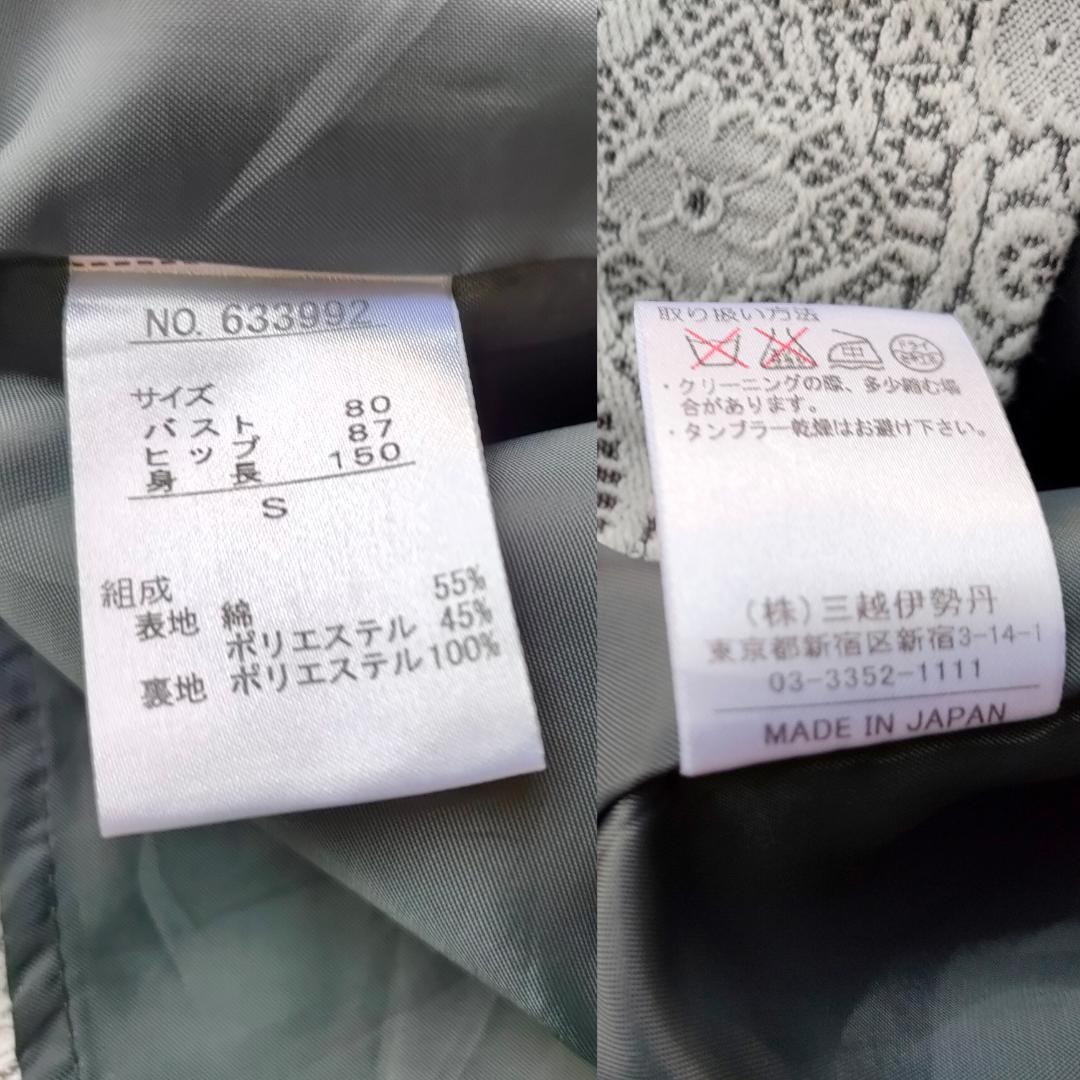 NO. 633992
サイズ
バスト 80
ヒップ 87
身長 150
S
組成
表地 綿 55%
ポリエステル 45%
裏地 ポリエステル 100%
取り扱い方法
中
ドライ
・クリーニングの際、多少縮む場
合があります。
・タンブラー乾燥はお避け下さい。
(株)三越伊勢丹
東京都新宿区新宿3-14-1
03-3352-1111
MADE IN JAPAN